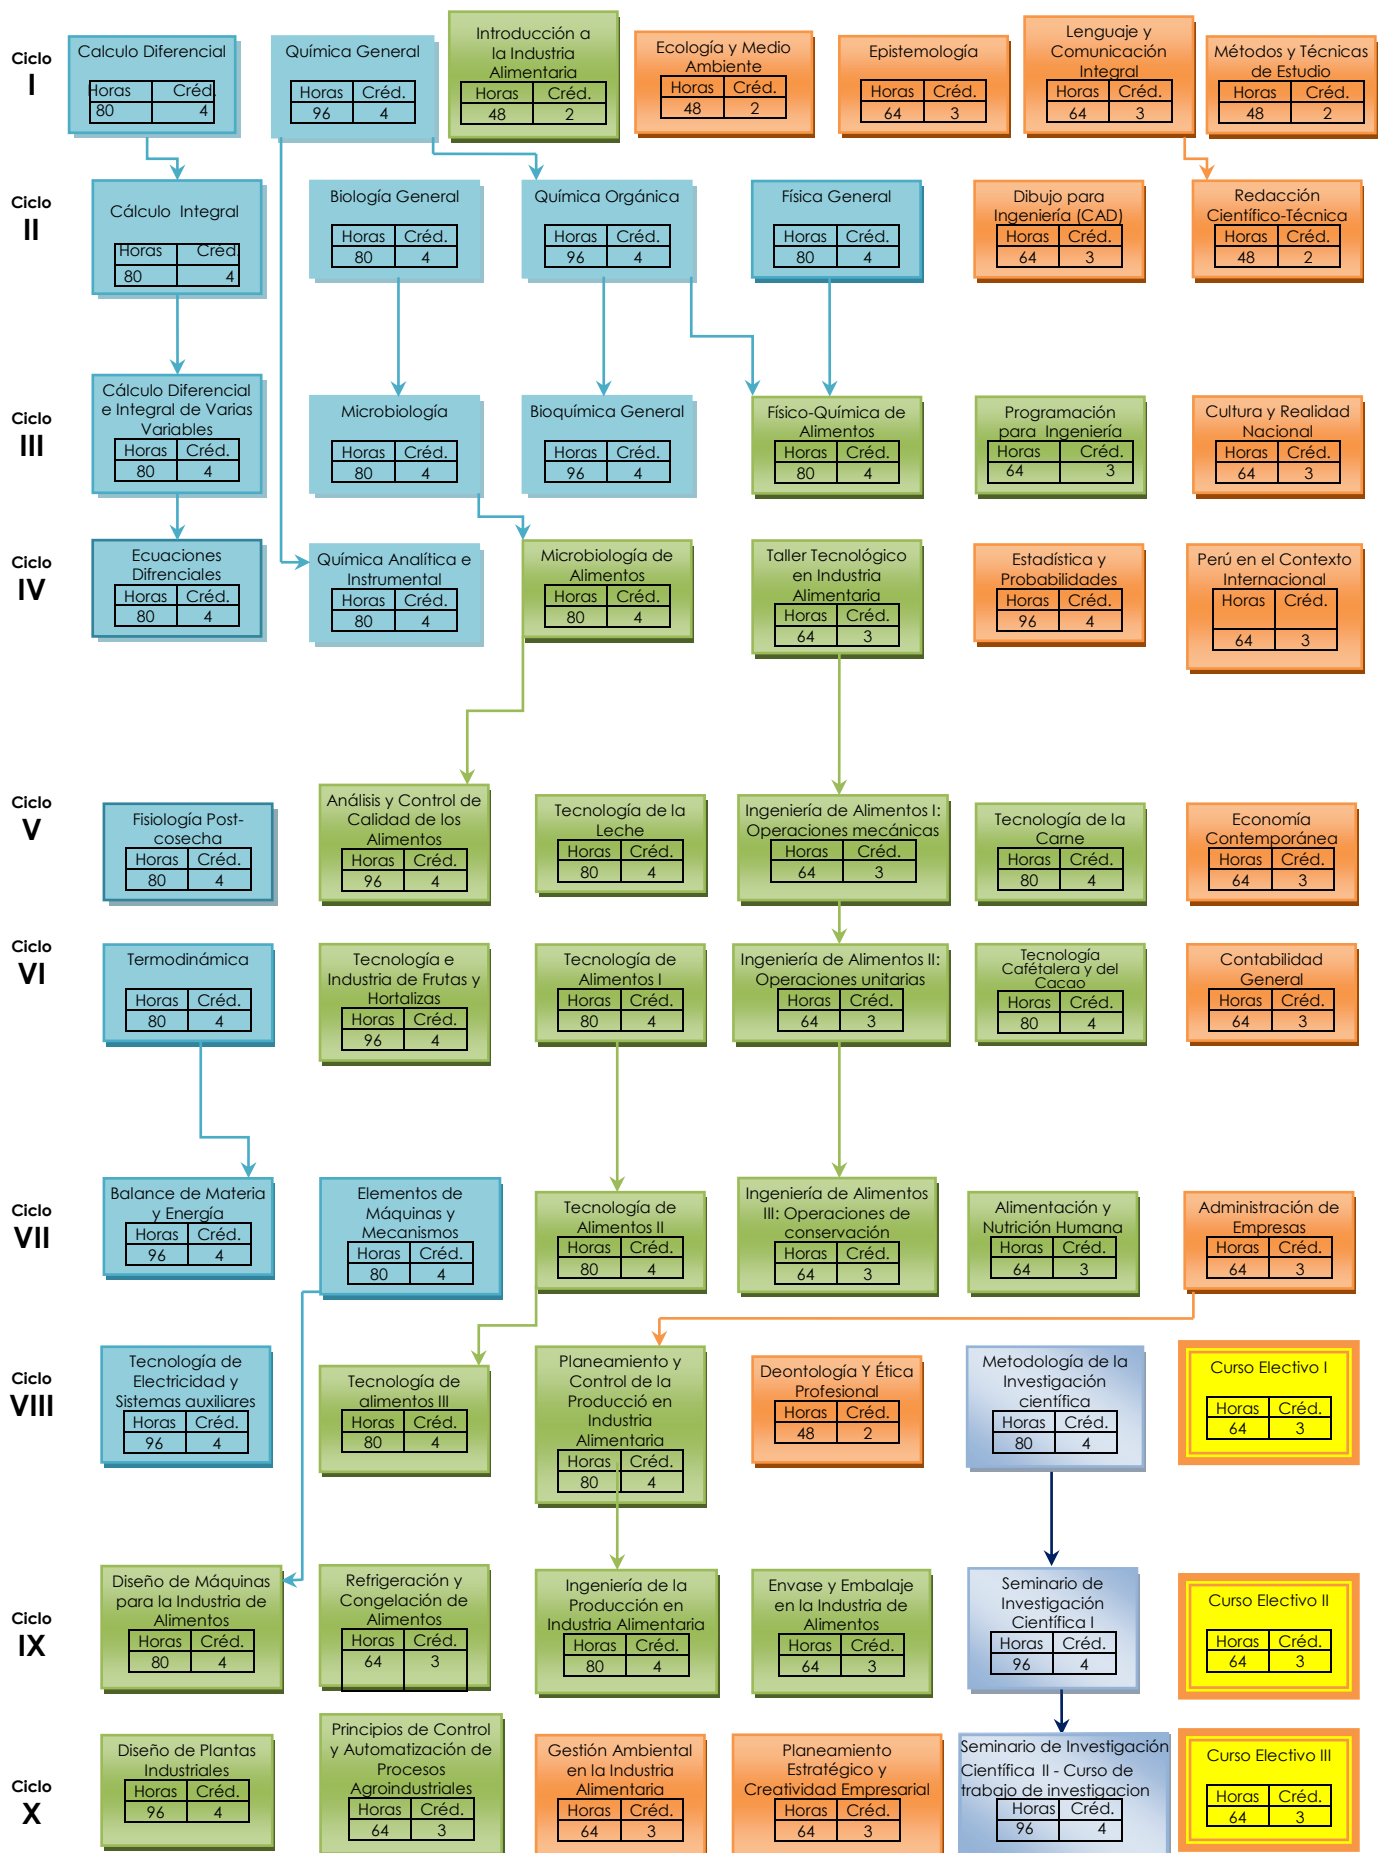 Ciclo
I
Calculo Diferencial
Horas Créd.
80 4
Química General
Horas Créd.
96 4
Introducción a
la Industria
Alimentaria
Horas Créd.
48 2
Ecología y Medio
Ambiente
Horas Créd.
48 2
Epistemología
Horas Créd.
64 3
Lenguaje y
Comunicación
Integral
Horas Créd.
64 3
Métodos y Técnicas
de Estudio
Horas Créd.
48 2
Ciclo
II
Cálculo Integral
Horas Créd.
80 4
Biología General
Horas Créd.
80 4
Química Orgánica
Horas Créd.
96 4
Física General
Horas Créd.
80 4
Dibujo para
Ingeniería (CAD)
Horas Créd.
64 3
Redacción
Científico-Técnica
Horas Créd.
48 2
Ciclo
III
Cálculo Diferencial
e Integral de Varias
Variables
Horas Créd.
80 4
Microbiología
Horas Créd.
80 4
Bioquímica General
Horas Créd.
96 4
Físico-Química de
Alimentos
Horas Créd.
80 4
Programación
para Ingeniería
Horas Créd.
64 3
Cultura y Realidad
Nacional
Horas Créd.
64 3
Ciclo
IV
Ecuaciones
Difrenciales
Horas Créd.
80 4
Química Analítica e
Instrumental
Horas Créd.
80 4
Microbiología de
Alimentos
Horas Créd.
80 4
Taller Tecnológico
en Industria
Alimentaria
Horas Créd.
64 3
Estadística y
Probabilidades
Horas Créd.
96 4
Perú en el Contexto
Internacional
Horas Créd.
64 3
Ciclo
V
Fisiología Post-
cosecha
Horas Créd.
80 4
Análisis y Control de
Calidad de los
Alimentos
Horas Créd.
96 4
Tecnología de la
Leche
Horas Créd.
80 4
Ingeniería de Alimentos I:
Operaciones mecánicas
Horas Créd.
64 3
Tecnología de la
Carne
Horas Créd.
80 4
Economía
Contemporánea
Horas Créd.
64 3
Ciclo
VI
Termodinámica
Horas Créd.
80 4
Tecnología e
Industria de Frutas y
Hortalizas
Horas Créd.
96 4
Tecnología de
Alimentos I
Horas Créd.
80 4
Ingeniería de Alimentos II:
Operaciones unitarias
Horas Créd.
64 3
Tecnología
Cafétalera y del
Cacao
Horas Créd.
80 4
Contabilidad
General
Horas Créd.
64 3
Ciclo
VII
Balance de Materia
y Energía
Horas Créd.
96 4
Elementos de
Máquinas y
Mecanismos
Horas Créd.
80 4
Tecnología de
Alimentos II
Horas Créd.
80 4
Ingeniería de Alimentos
III: Operaciones de
conservación
Horas Créd.
64 3
Alimentación y
Nutrición Humana
Horas Créd.
64 3
Administración de
Empresas
Horas Créd.
64 3
Ciclo
VIII
Tecnología de
Electricidad y
Sistemas auxiliares
Horas Créd.
96 4
Tecnología de
alimentos III
Horas Créd.
80 4
Planeamiento y
Control de la
Producció en
Industria
Alimentaria
Horas Créd.
80 4
Deontología Y Ética
Profesional
Horas Créd.
48 2
Metodología de la
Investigación
científica
Horas Créd.
80 4
Curso Electivo I
Horas Créd.
64 3
Ciclo
IX
Diseño de Máquinas
para la Industria de
Alimentos
Horas Créd.
80 4
Refrigeración y
Congelación de
Alimentos
Horas Créd.
64 3
Ingeniería de la
Producción en
Industria Alimentaria
Horas Créd.
80 4
Envase y Embalaje
en la Industria de
Alimentos
Horas Créd.
64 3
Seminario de
Investigación
Científica I
Horas Créd.
96 4
Curso Electivo II
Horas Créd.
64 3
Ciclo
X
Diseño de Plantas
Industriales
Horas Créd.
96 4
Principios de Control
y Automatización de
Procesos
Agroindustriales
Horas Créd.
64 3
Gestión Ambiental
en la Industria
Alimentaria
Horas Créd.
64 3
Planeamiento
Estratégico y
Creatividad Empresarial
Horas Créd.
64 3
Seminario de Investigación
Científica II - Curso de
trabajo de investigacion
Horas Créd.
96 4
Curso Electivo III
Horas Créd.
64 3